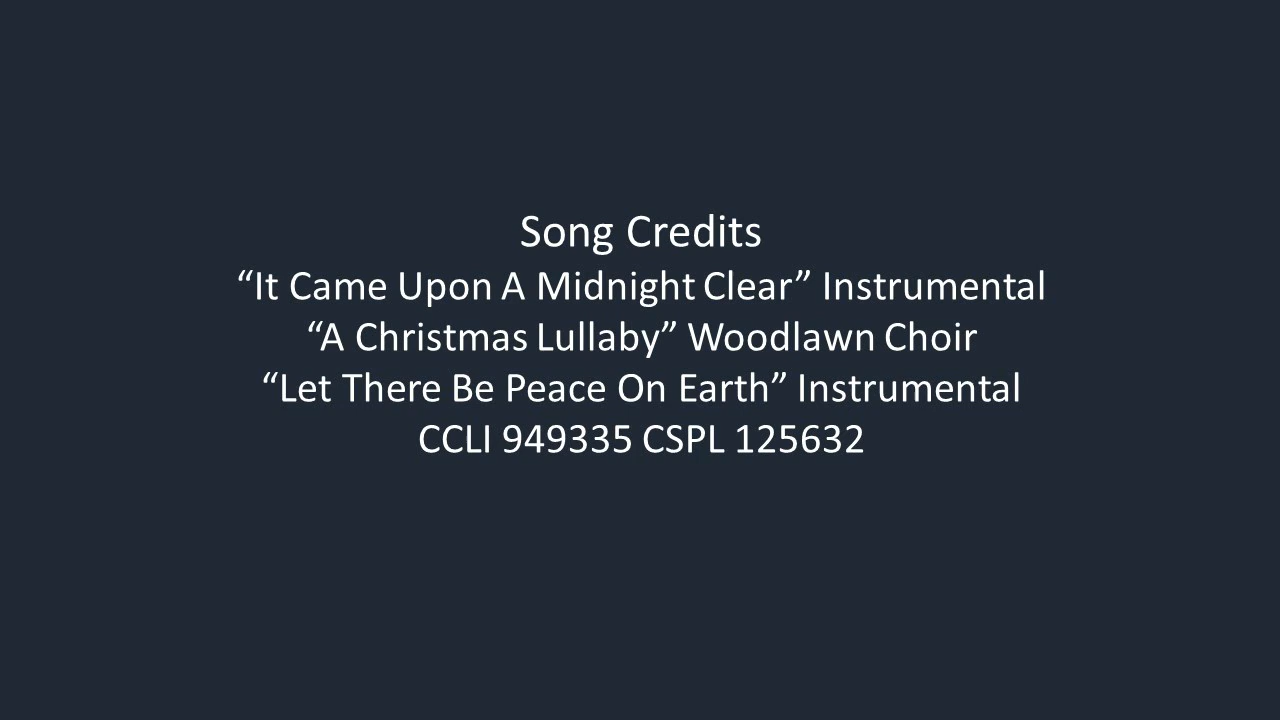 Song Credits
“It Came Upon A Midnight Clear” Instrumental
“A Christmas Lullaby” Woodlawn Choir
“Let There Be Peace On Earth” Instrumental
CCLI 949335 CSPL 125632